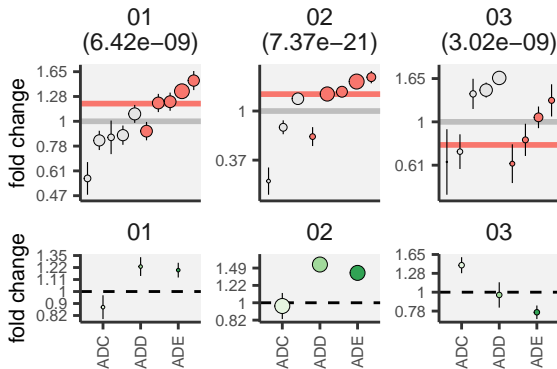 01
(6.42e−09)
02
(7.37e−21)
03
(3.02e−09)
fold change
1.65
1.28
1
0.78
0.61
0.47
1
0.37
1.65
1
0.61
01
02
03
fold change
1.35
1.22
1.11
1
0.9
0.82
1.49
1.22
1
0.82
1.65
1.28
1
0.78
ADC
ADD
ADE
ADC
ADD
ADE
ADC
ADD
ADE